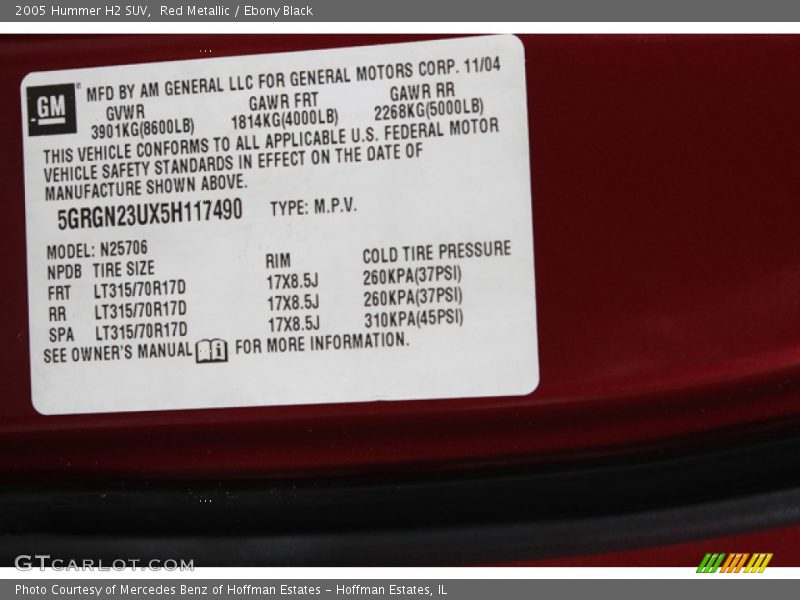 2005 Hummer H2 SUV,  Red Metallic / Ebony Black
GM ® MFD BY AM GENERAL LLC FOR GENERAL MOTORS CORP. 11/04
GVWR GAWR FRT GAWR RR
3901KG(8600LB) 1814KG(4000LB) 2268KG(5000LB)
THIS VEHICLE CONFORMS TO ALL APPLICABLE U.S. FEDERAL MOTOR
VEHICLE SAFETY STANDARDS IN EFFECT ON THE DATE OF
MANUFACTURE SHOWN ABOVE.
5GRGN23UX5H117490 TYPE: M.P.V.
MODEL: N25706
NPDB TIRE SIZE RIM COLD TIRE PRESSURE
FRT LT315/70R17D 17X8.5J 260KPA(37PSI)
RR LT315/70R17D 17X8.5J 260KPA(37PSI)
SPA LT315/70R17D 17X8.5J 310KPA(45PSI)
SEE OWNER'S MANUAL i FOR MORE INFORMATION.
GTCARLOT.COM
Photo Courtesy of Mercedes Benz of Hoffman Estates - Hoffman Estates, IL